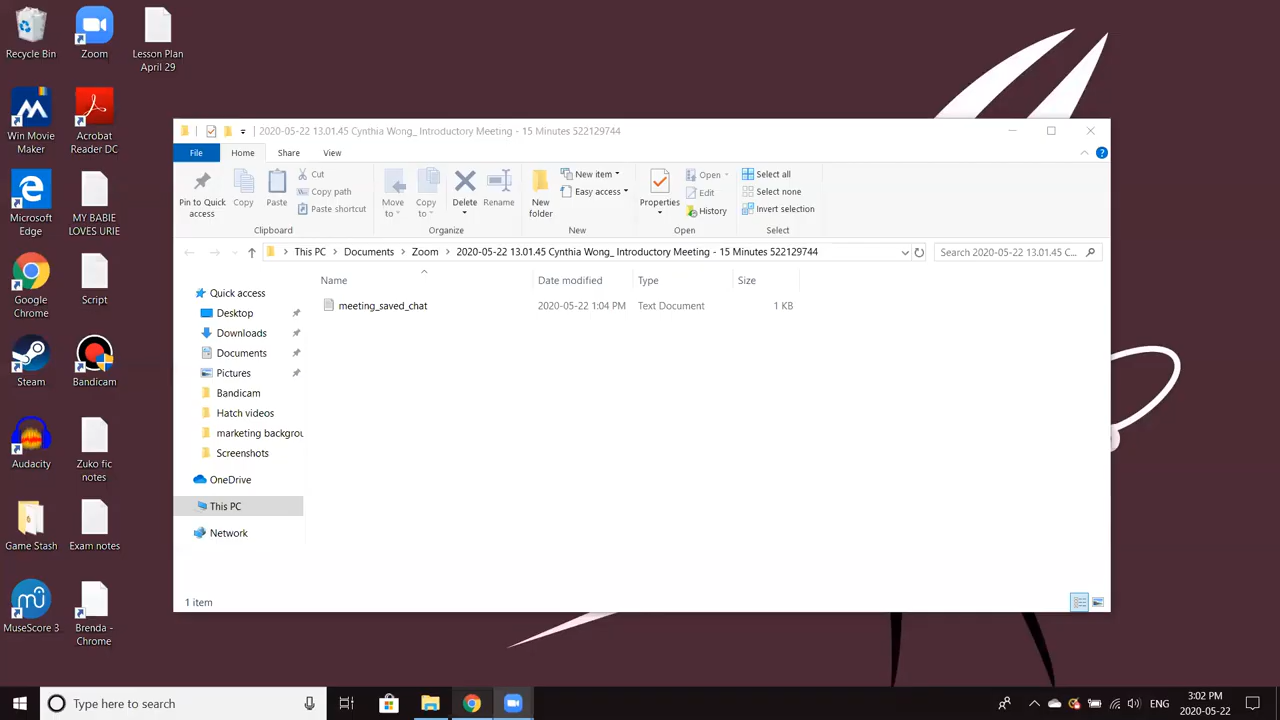 Recycle Bin
Zoom
Lesson Plan
April 29
Win Movie
Maker
Acrobat
Reader DC
Microsoft
Edge
MY BABIE
LOVES URIE
Google
Chrome
Script
Steam
Bandicam
Audacity
Zuko fic
notes
Game Stash
Exam notes
MuseScore 3
Brenda -
Chrome
2020-05-22 13.01.45 Cynthia Wong_ Introductory Meeting - 15 Minutes 522129744
File Home Share View
Pin to Quick
access
Copy
Paste
Cut
Copy path
Paste shortcut
Clipboard
Move
to
Copy
to
Delete
Rename
Organize
New
folder
New item
Easy access
New
Properties
Open
Edit
History
Open
Select all
Select none
Invert selection
Select
This PC > Documents > Zoom > 2020-05-22 13.01.45 Cynthia Wong_ Introductory Meeting - 15 Minutes 522129744
Search 2020-05-22 13.01.45 C...
Name Date modified Type Size
meeting_saved_chat 2020-05-22 1:04 PM Text Document 1 KB
Quick access
Desktop
Downloads
Documents
Pictures
Bandicam
Hatch videos
marketing backgrou
Screenshots
OneDrive
This PC
Network
1 item
Type here to search
ENG
3:02 PM
2020-05-22